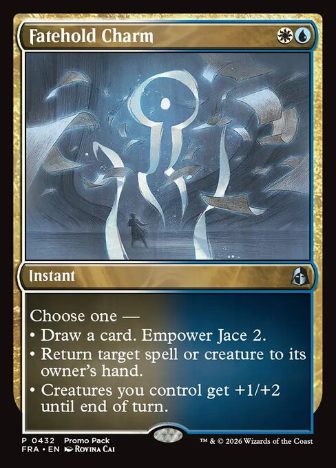 Fatehold Charm
Instant
Choose one —
• Draw a card. Empower Jace 2.
• Return target spell or creature to its
owner's hand.
• Creatures you control get +1/+2
until end of turn.
P 0432 Promo Pack
FRA • EN Rovina Cai
™ & © 2026 Wizards of the Coast